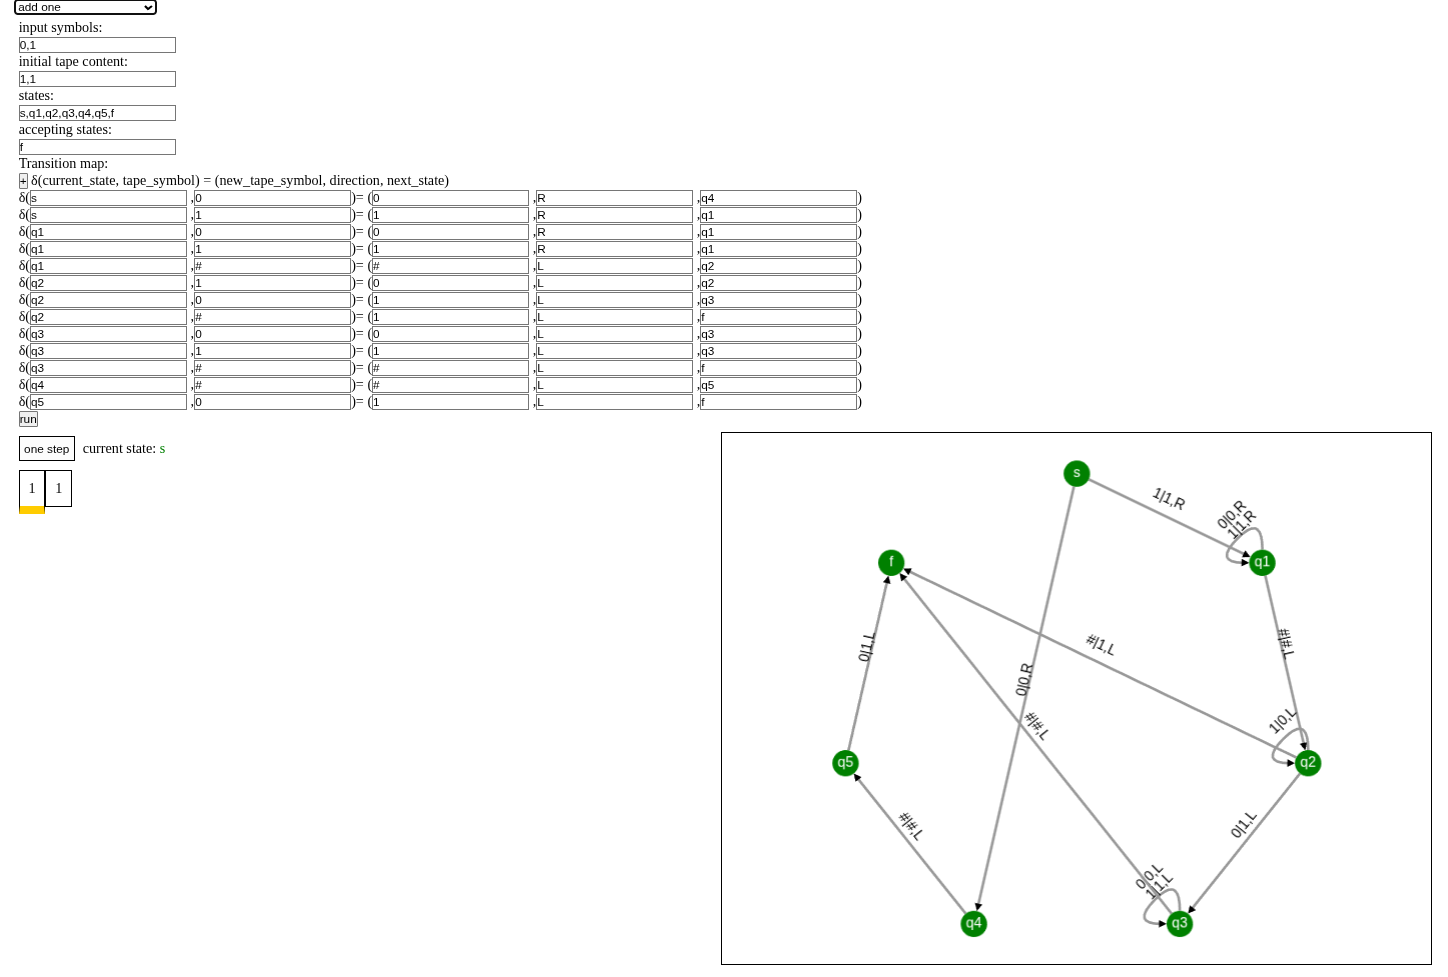 add one
input symbols:
0,1
initial tape content:
1,1
states:
s,q1,q2,q3,q4,q5,f
accepting states:
f
Transition map:
+ δ(current_state, tape_symbol) = (new_tape_symbol, direction, next_state)
δ(s ,0 )= (0 ,R ,q4 )
δ(s ,1 )= (1 ,R ,q1 )
δ(q1 ,0 )= (0 ,R ,q1 )
δ(q1 ,1 )= (1 ,R ,q1 )
δ(q1 ,# )= (# ,L ,q2 )
δ(q2 ,1 )= (0 ,L ,q2 )
δ(q2 ,0 )= (1 ,L ,q3 )
δ(q2 ,# )= (1 ,L ,f )
δ(q3 ,0 )= (0 ,L ,q3 )
δ(q3 ,1 )= (1 ,L ,q3 )
δ(q3 ,# )= (# ,L ,f )
δ(q4 ,# )= (# ,L ,q5 )
δ(q5 ,0 )= (1 ,L ,f )
run
one step current state: s
1 1
s
1|1,R
0|0,R
1|1,R
f
q1
0|1,L
#|1,L
#|#,L
0|0,R
#|#,L
1|0,L
q5
q2
#|#,L
0|1,L
0|0,L
1|1,L
q4
q3